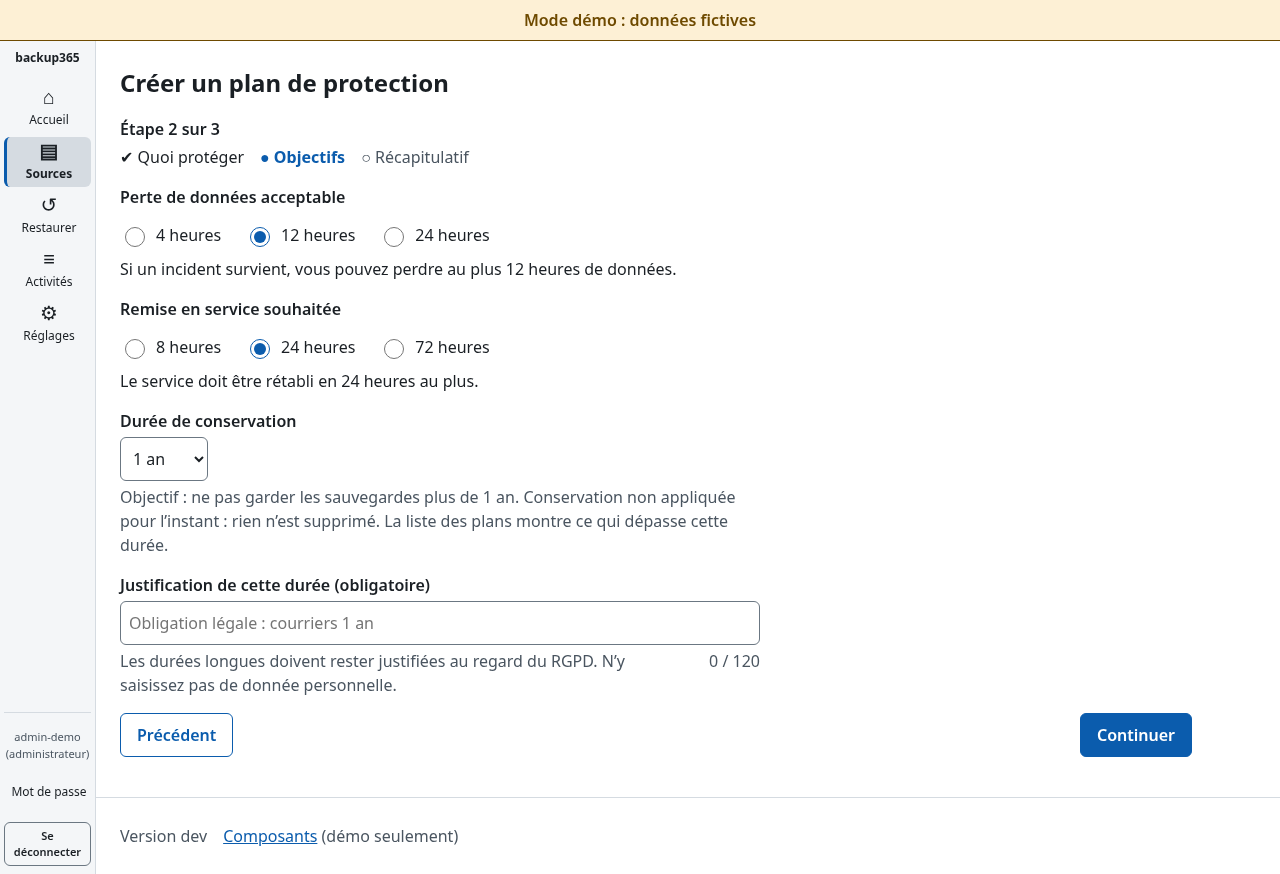 Mode démo : données fictives
backup365
Accueil
Sources
Restaurer
Activités
Réglages
admin-demo
(administrateur)
Mot de passe
Se
déconnecter
Créer un plan de protection
Étape 2 sur 3
✔ Quoi protéger ● Objectifs ○ Récapitulatif
Perte de données acceptable
4 heures 12 heures 24 heures
Si un incident survient, vous pouvez perdre au plus 12 heures de données.
Remise en service souhaitée
8 heures 24 heures 72 heures
Le service doit être rétabli en 24 heures au plus.
Durée de conservation
1 an
Objectif : ne pas garder les sauvegardes plus de 1 an. Conservation non appliquée
pour l’instant : rien n’est supprimé. La liste des plans montre ce qui dépasse cette
durée.
Justification de cette durée (obligatoire)
Obligation légale : courriers 1 an
Les durées longues doivent rester justifiées au regard du RGPD. N’y 0 / 120
saisissez pas de donnée personnelle.
Précédent Continuer
Version dev Composants (démo seulement)